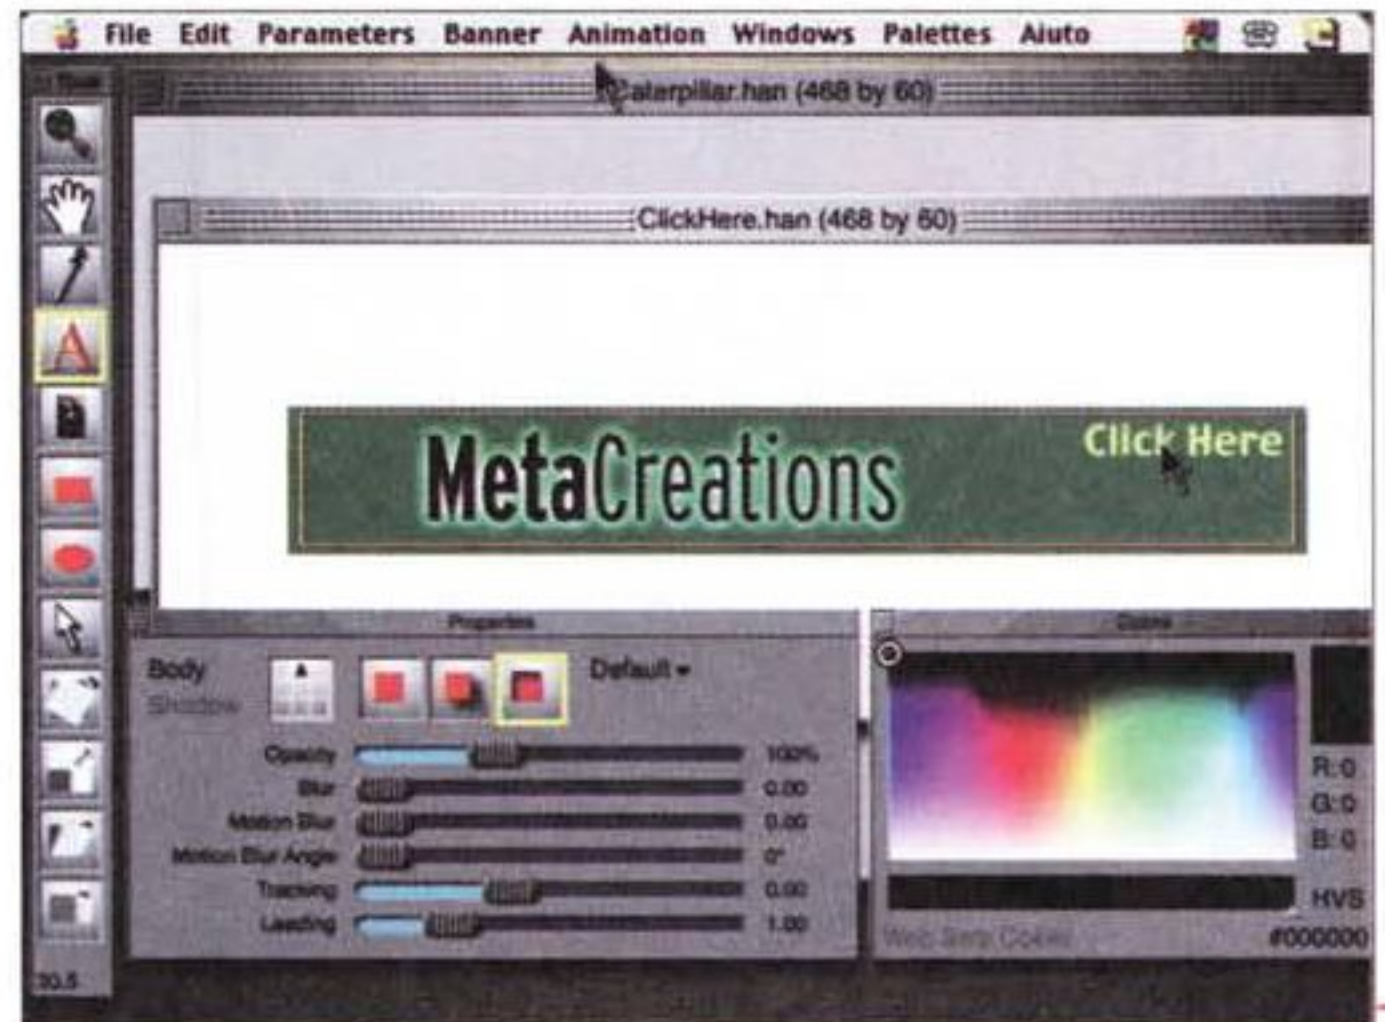 File Edit Parameters Banner Animation Windows Palettes Aiuto
Caterpillar.han (468 by 60)
ClickHere.han (468 by 60)
Click Here
MetaCreations
Properties
Colors
Body
Default
Shadow
Opacity 100%
Blur 0.00
Motion Blur 0.00
Motion Blur Angle 0°
Tracking 0.00
Leading 1.00
R: 0
G: 0
B: 0
HVS
#000000